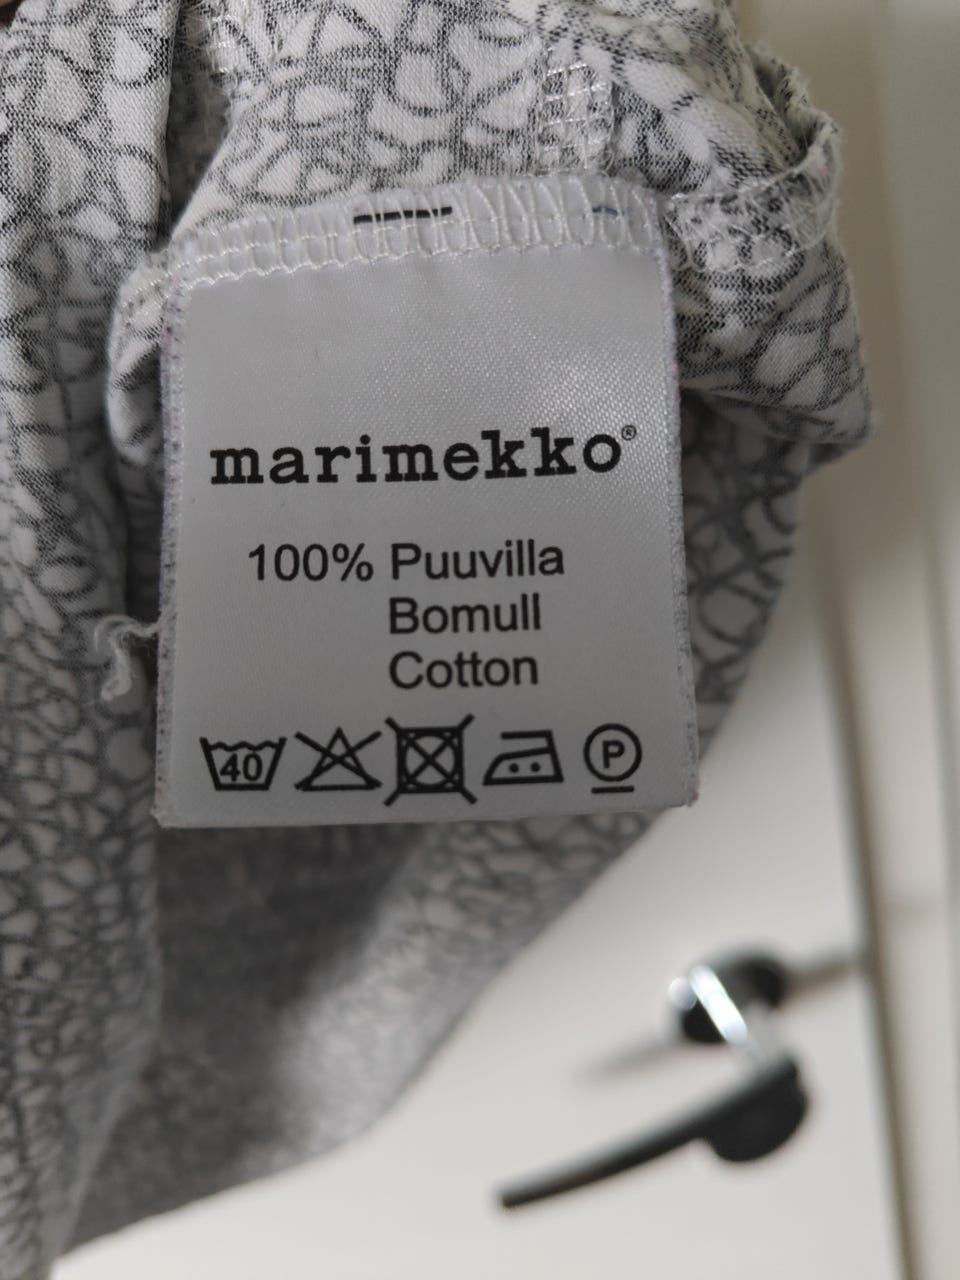 marimekko®
100% Puuvilla
Bomull
Cotton
40 P